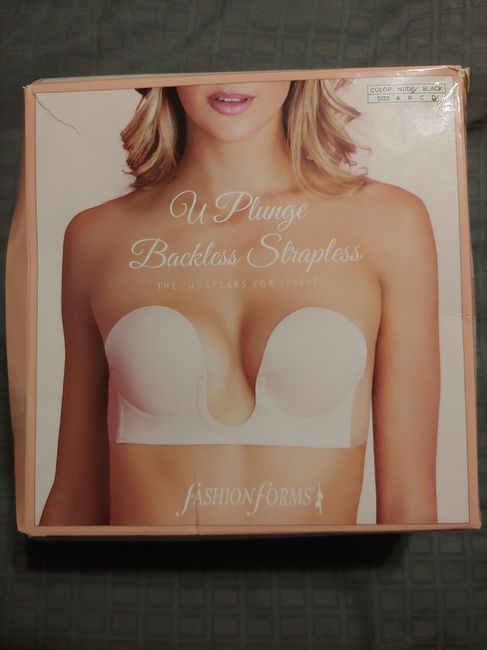 COLOR: NUDE BLACK
SIZE: A B C D
U Plunge
Backless Strapless
THE 'U' SPEAKS FOR ITSELF...
fASHION fORMS